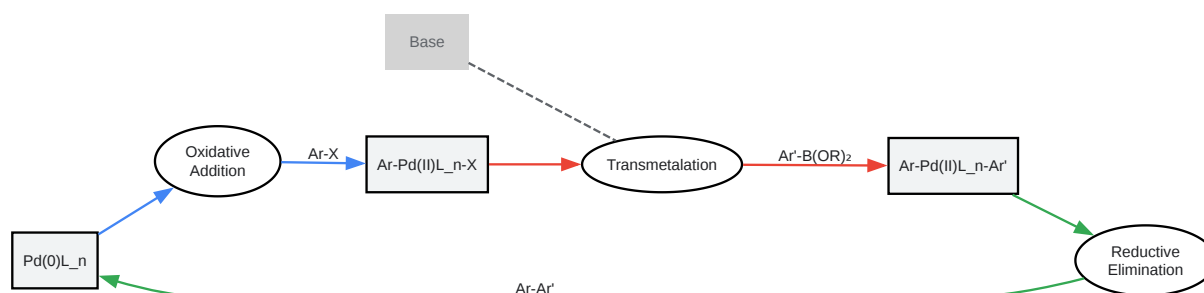 Base
Oxidative
Addition
Ar-X
Ar-Pd(II)L_n-X
Transmetalation
Ar'-B(OR)₂
Ar-Pd(II)L_n-Ar'
Pd(0)L_n
Reductive
Elimination
Ar-Ar'